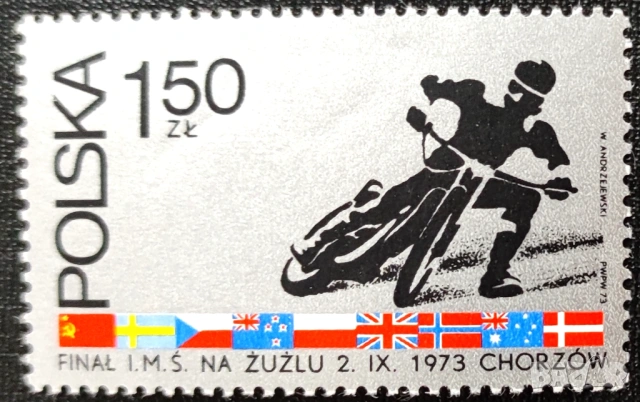 POLSKA
1.50
ZŁ
W. ANDRZEJEWSKI
PWPW 73
FINAŁ I.M.Ś. NA ŻUŻLU 2. IX. 1973 CHORZÓW